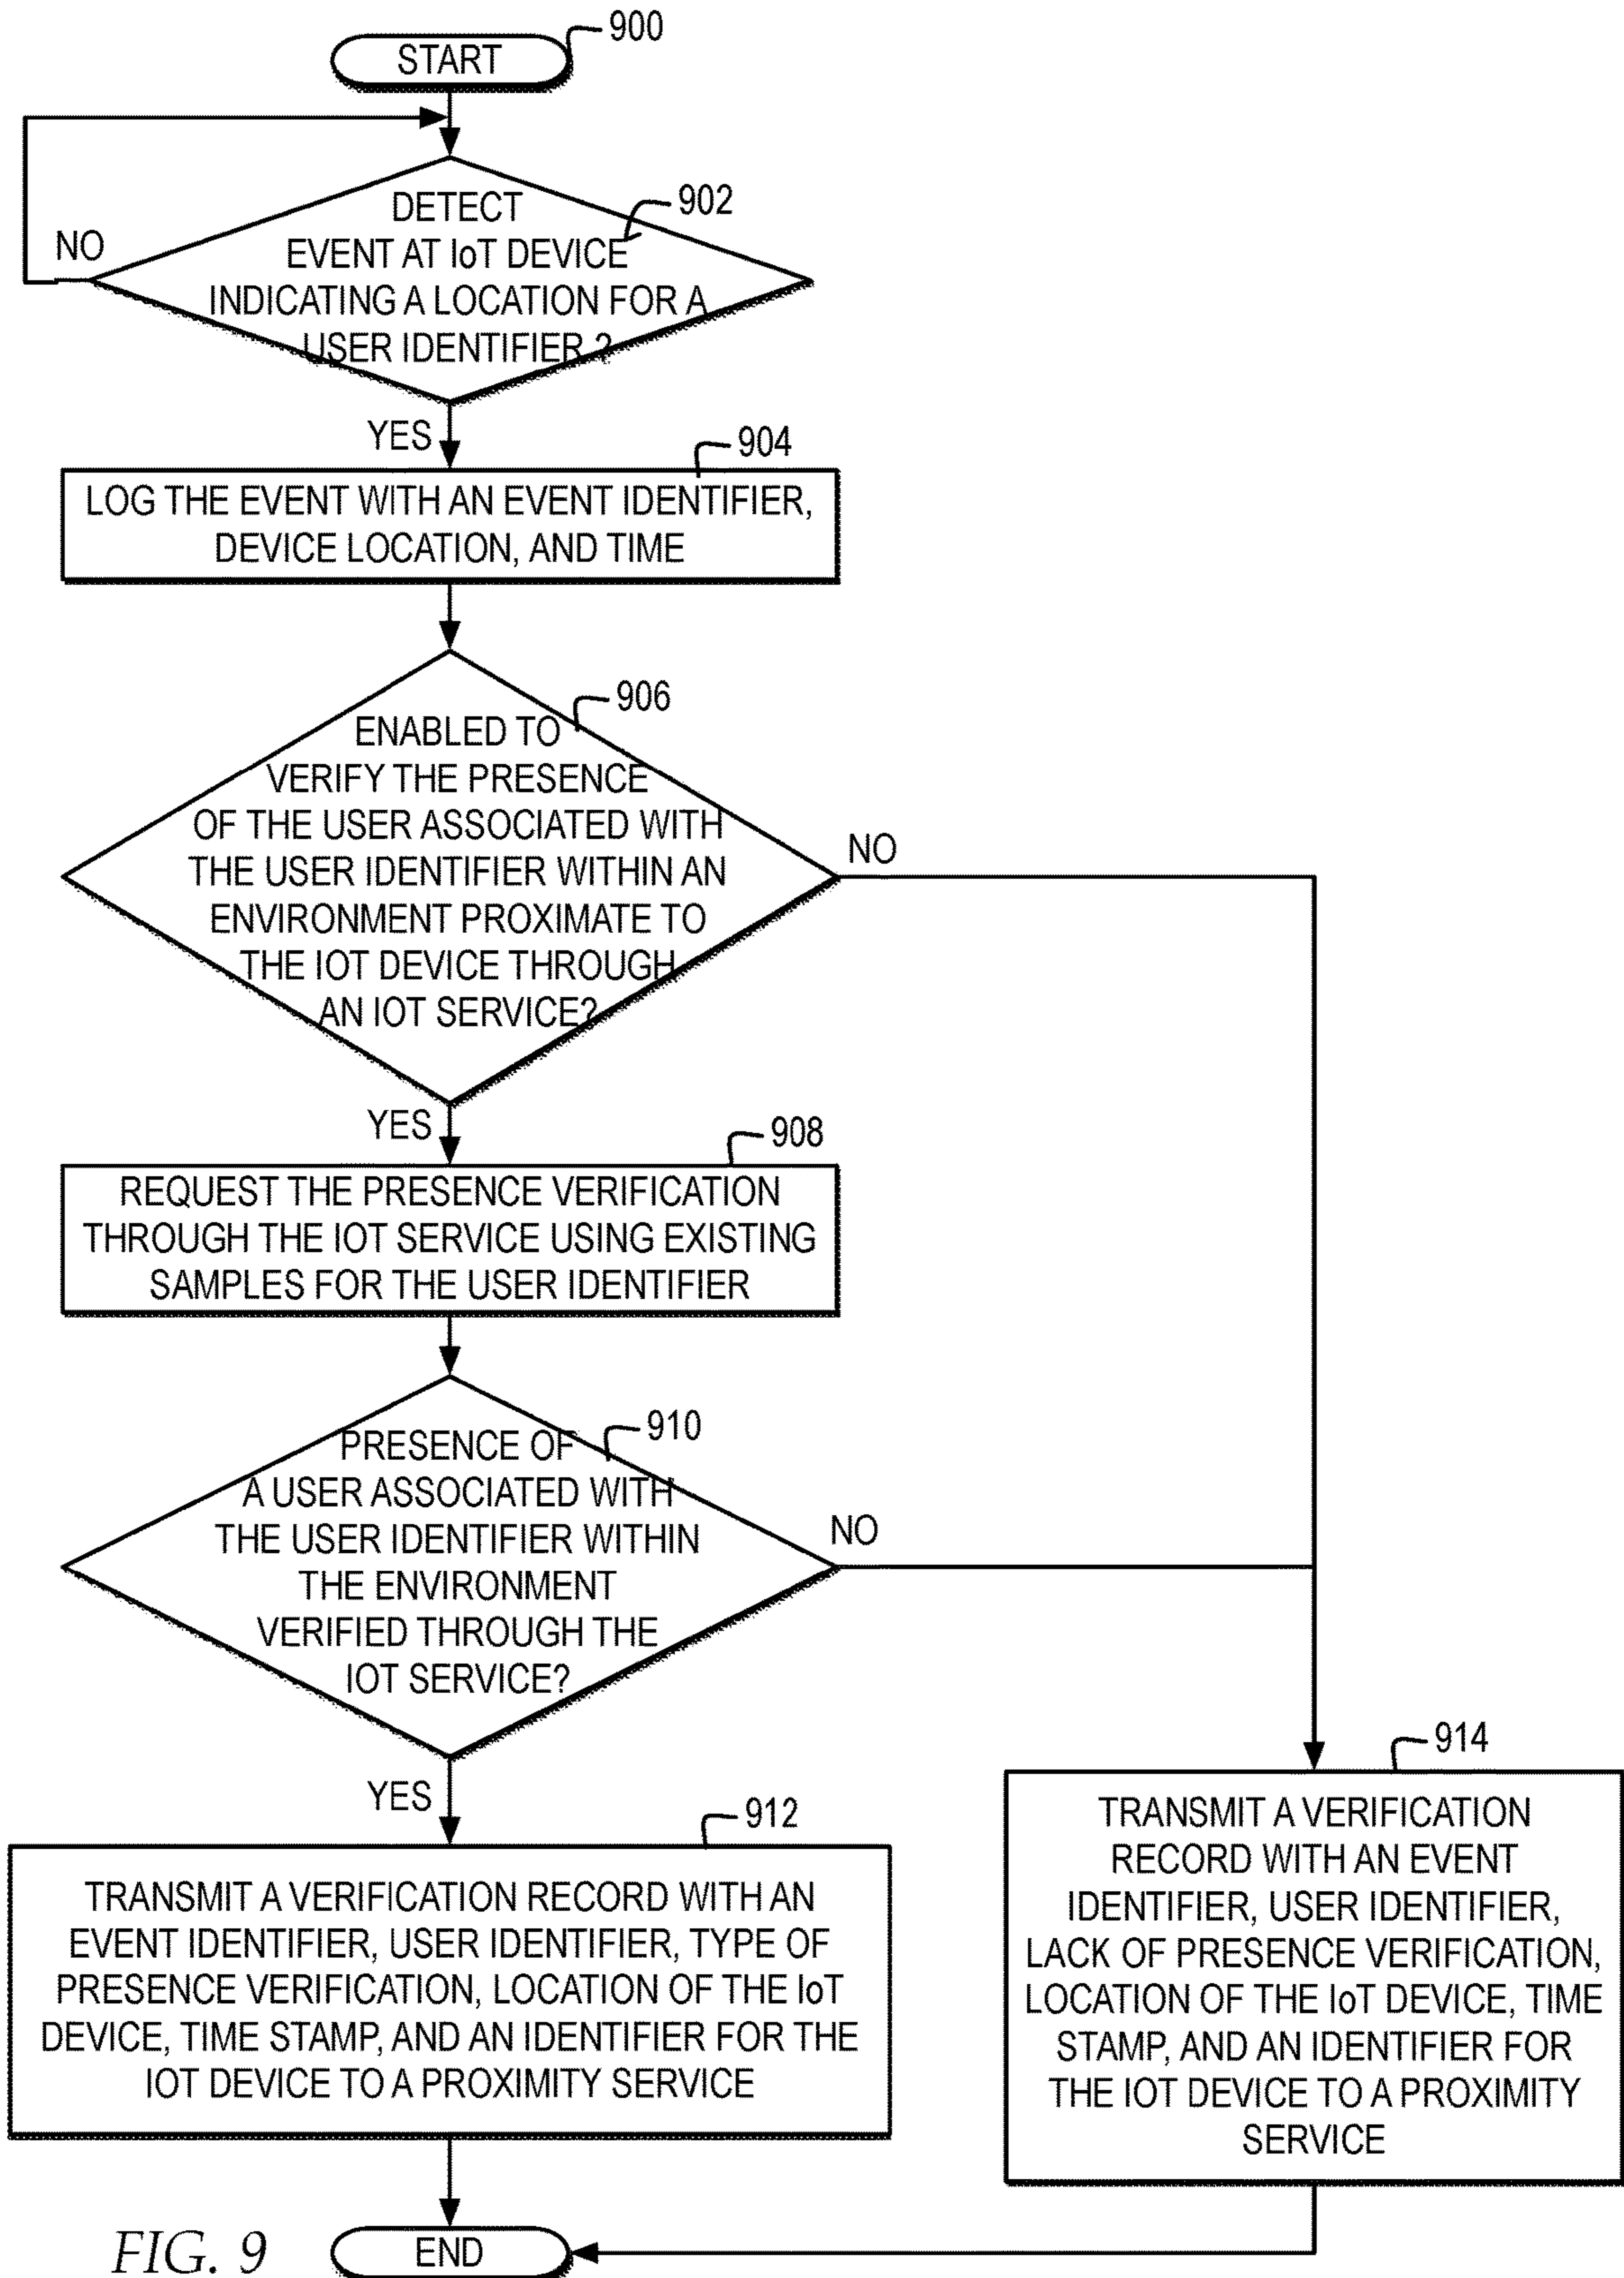 900
START
902
DETECT
EVENT AT IoT DEVICE
INDICATING A LOCATION FOR A
USER IDENTIFIER ?
NO
YES
904
LOG THE EVENT WITH AN EVENT IDENTIFIER,
DEVICE LOCATION, AND TIME
906
ENABLED TO
VERIFY THE PRESENCE
OF THE USER ASSOCIATED WITH
THE USER IDENTIFIER WITHIN AN
ENVIRONMENT PROXIMATE TO
THE IOT DEVICE THROUGH
AN IOT SERVICE?
NO
YES
908
REQUEST THE PRESENCE VERIFICATION
THROUGH THE IOT SERVICE USING EXISTING
SAMPLES FOR THE USER IDENTIFIER
910
PRESENCE OF
A USER ASSOCIATED WITH
THE USER IDENTIFIER WITHIN
THE ENVIRONMENT
VERIFIED THROUGH THE
IOT SERVICE?
NO
YES
912
TRANSMIT A VERIFICATION RECORD WITH AN
EVENT IDENTIFIER, USER IDENTIFIER, TYPE OF
PRESENCE VERIFICATION, LOCATION OF THE IoT
DEVICE, TIME STAMP, AND AN IDENTIFIER FOR THE
IOT DEVICE TO A PROXIMITY SERVICE
914
TRANSMIT A VERIFICATION
RECORD WITH AN EVENT
IDENTIFIER, USER IDENTIFIER,
LACK OF PRESENCE VERIFICATION,
LOCATION OF THE IoT DEVICE, TIME
STAMP, AND AN IDENTIFIER FOR
THE IOT DEVICE TO A PROXIMITY
SERVICE
END
FIG. 9